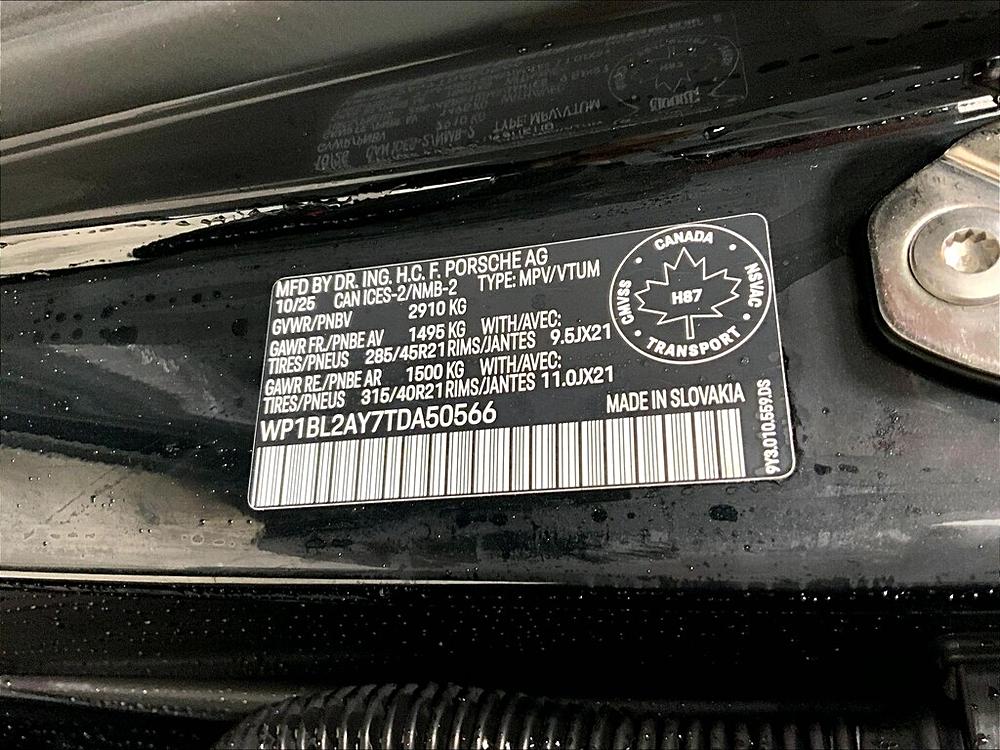 MFD BY DR. ING. H.C. F. PORSCHE AG
10/25 CAN ICES-2/NMB-2 TYPE: MPV/VTUM
GVWR/PNBV 2910 KG
GAWR FR./PNBE AV 1495 KG WITH/AVEC:
TIRES/PNEUS 285/45R21 RIMS/JANTES 9.5JX21
GAWR RE./PNBE AR 1500 KG WITH/AVEC:
TIRES/PNEUS 315/40R21 RIMS/JANTES 11.0JX21
WP1BL2AY7TDA50566 MADE IN SLOVAKIA
CANADA
CMVSS H87 NSVAC
TRANSPORT
9Y3.010.559.DS